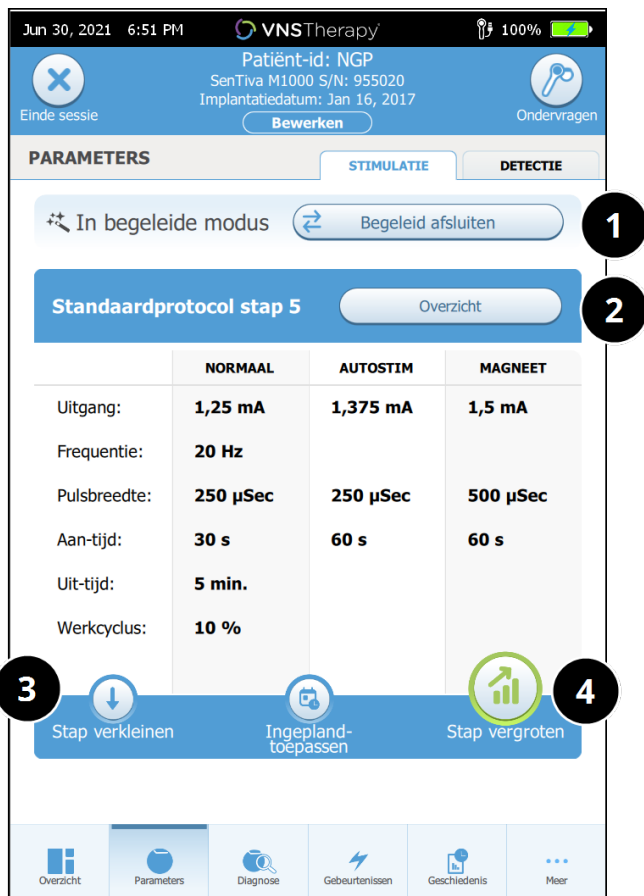 Jun 30, 2021 6:51 PM VNSTherapy 100%
Patiënt-id: NGP
SenTiva M1000 S/N: 955020
Implantatiedatum: Jan 16, 2017
Einde sessie Bewerken Ondervragen
PARAMETERS STIMULATIE DETECTIE
In begeleide modus Begeleid afsluiten 1
Standaardprotocol stap 5 Overzicht 2
NORMAAL AUTOSTIM MAGNEET
Uitgang: 1,25 mA 1,375 mA 1,5 mA
Frequentie: 20 Hz
Pulsbreedte: 250 µSec 250 µSec 500 µSec
Aan-tijd: 30 s 60 s 60 s
Uit-tijd: 5 min.
Werkcyclus: 10 %
3 4
Stap verkleinen Ingepland- Stap vergroten
toepassen
Overzicht Parameters Diagnose Gebeurtenissen Geschiedenis Meer